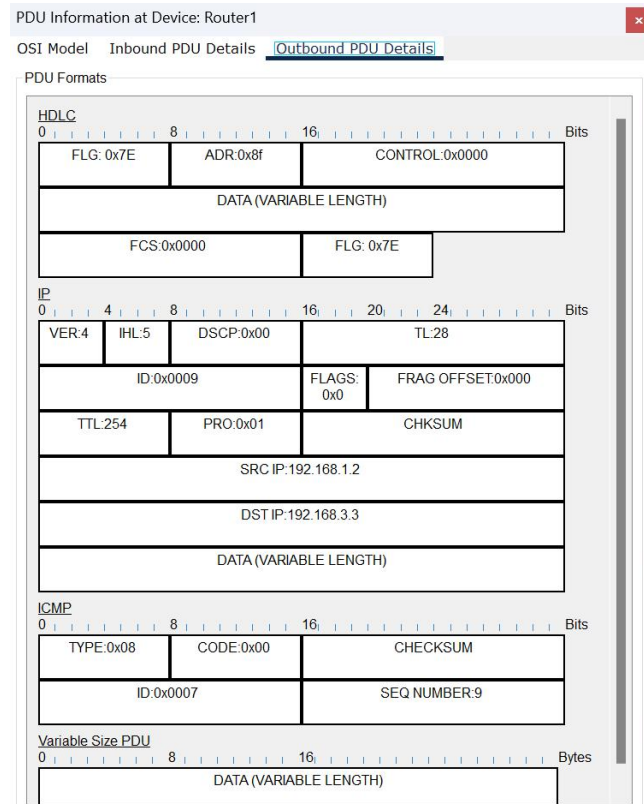 PDU Information at Device: Router1
×
OSI Model Inbound PDU Details Outbound PDU Details
PDU Formats
HDLC
0 8 16 Bits
FLG: 0x7E ADR:0x8f CONTROL:0x0000
DATA (VARIABLE LENGTH)
FCS:0x0000 FLG: 0x7E
IP
0 4 8 16 20 24 Bits
VER:4 IHL:5 DSCP:0x00 TL:28
ID:0x0009 FLAGS: 0x0 FRAG OFFSET:0x000
TTL:254 PRO:0x01 CHKSUM
SRC IP:192.168.1.2
DST IP:192.168.3.3
DATA (VARIABLE LENGTH)
ICMP
0 8 16 Bits
TYPE:0x08 CODE:0x00 CHECKSUM
ID:0x0007 SEQ NUMBER:9
Variable Size PDU
0 8 16 Bytes
DATA (VARIABLE LENGTH)